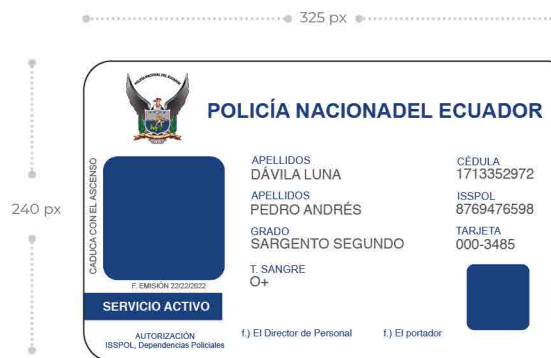 325 px
240 px
POLICÍA NACIONADEL ECUADOR
CADUCA CON EL ASCENSO
APELLIDOS
DÁVILA LUNA
CÉDULA
1713352972
APELLIDOS
PEDRO ANDRÉS
ISSPOL
8769476598
GRADO
SARGENTO SEGUNDO
TARJETA
000-3485
T. SANGRE
O+
F. EMISIÓN 22/22/2022
SERVICIO ACTIVO
AUTORIZACIÓN
ISSPOL, Dependencias Policiales
f.) El Director de Personal
f.) El portador